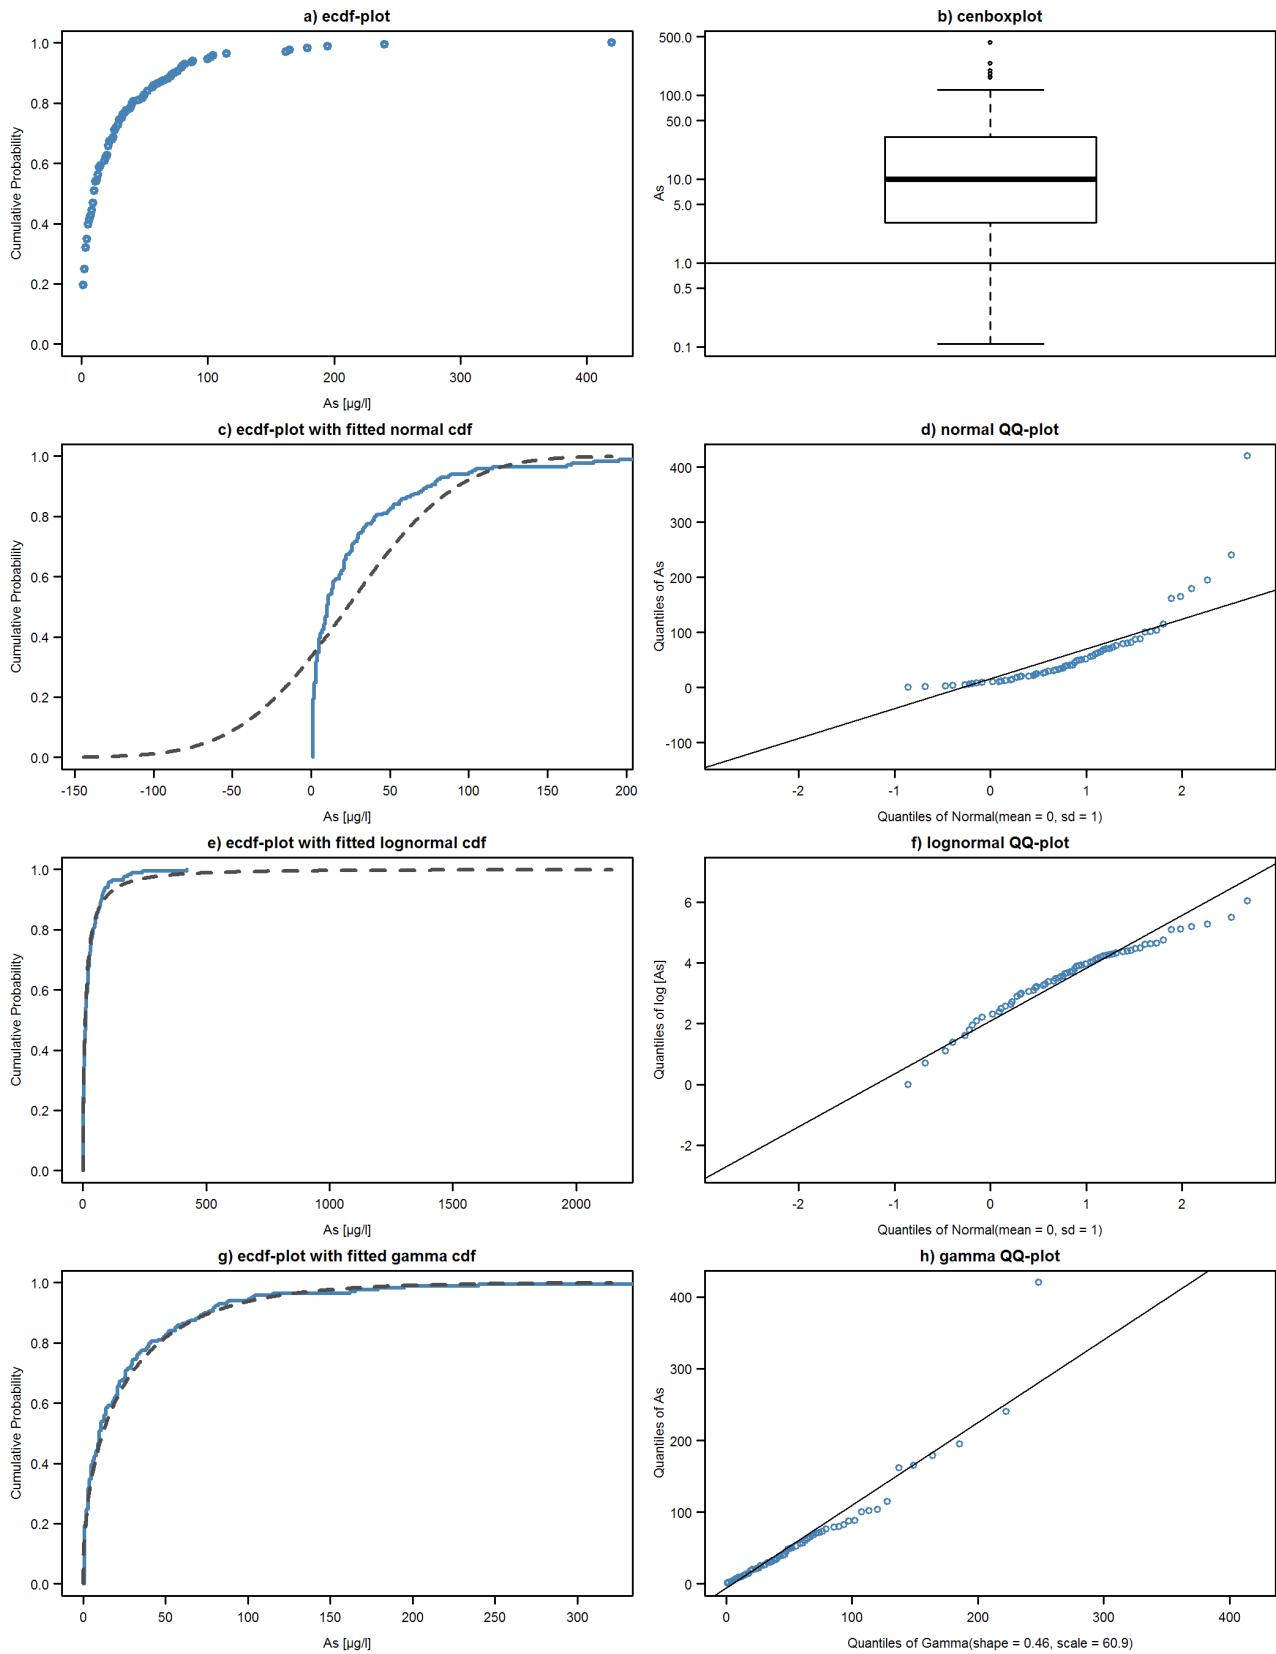 a) ecdf-plot
Cumulative Probability
1.0
0.8
0.6
0.4
0.2
0.0
0 100 200 300 400
As [µg/l]
b) cenboxplot
As
500.0
100.0
50.0
10.0
5.0
1.0
0.5
0.1
c) ecdf-plot with fitted normal cdf
Cumulative Probability
1.0
0.8
0.6
0.4
0.2
0.0
-150 -100 -50 0 50 100 150 200
As [µg/l]
d) normal QQ-plot
Quantiles of As
400
300
200
100
0
-100
-2 -1 0 1 2
Quantiles of Normal(mean = 0, sd = 1)
e) ecdf-plot with fitted lognormal cdf
Cumulative Probability
1.0
0.8
0.6
0.4
0.2
0.0
0 500 1000 1500 2000
As [µg/l]
f) lognormal QQ-plot
Quantiles of log [As]
6
4
2
0
-2
-2 -1 0 1 2
Quantiles of Normal(mean = 0, sd = 1)
g) ecdf-plot with fitted gamma cdf
Cumulative Probability
1.0
0.8
0.6
0.4
0.2
0.0
0 50 100 150 200 250 300
As [µg/l]
h) gamma QQ-plot
Quantiles of As
400
300
200
100
0
0 100 200 300 400
Quantiles of Gamma(shape = 0.46, scale = 60.9)